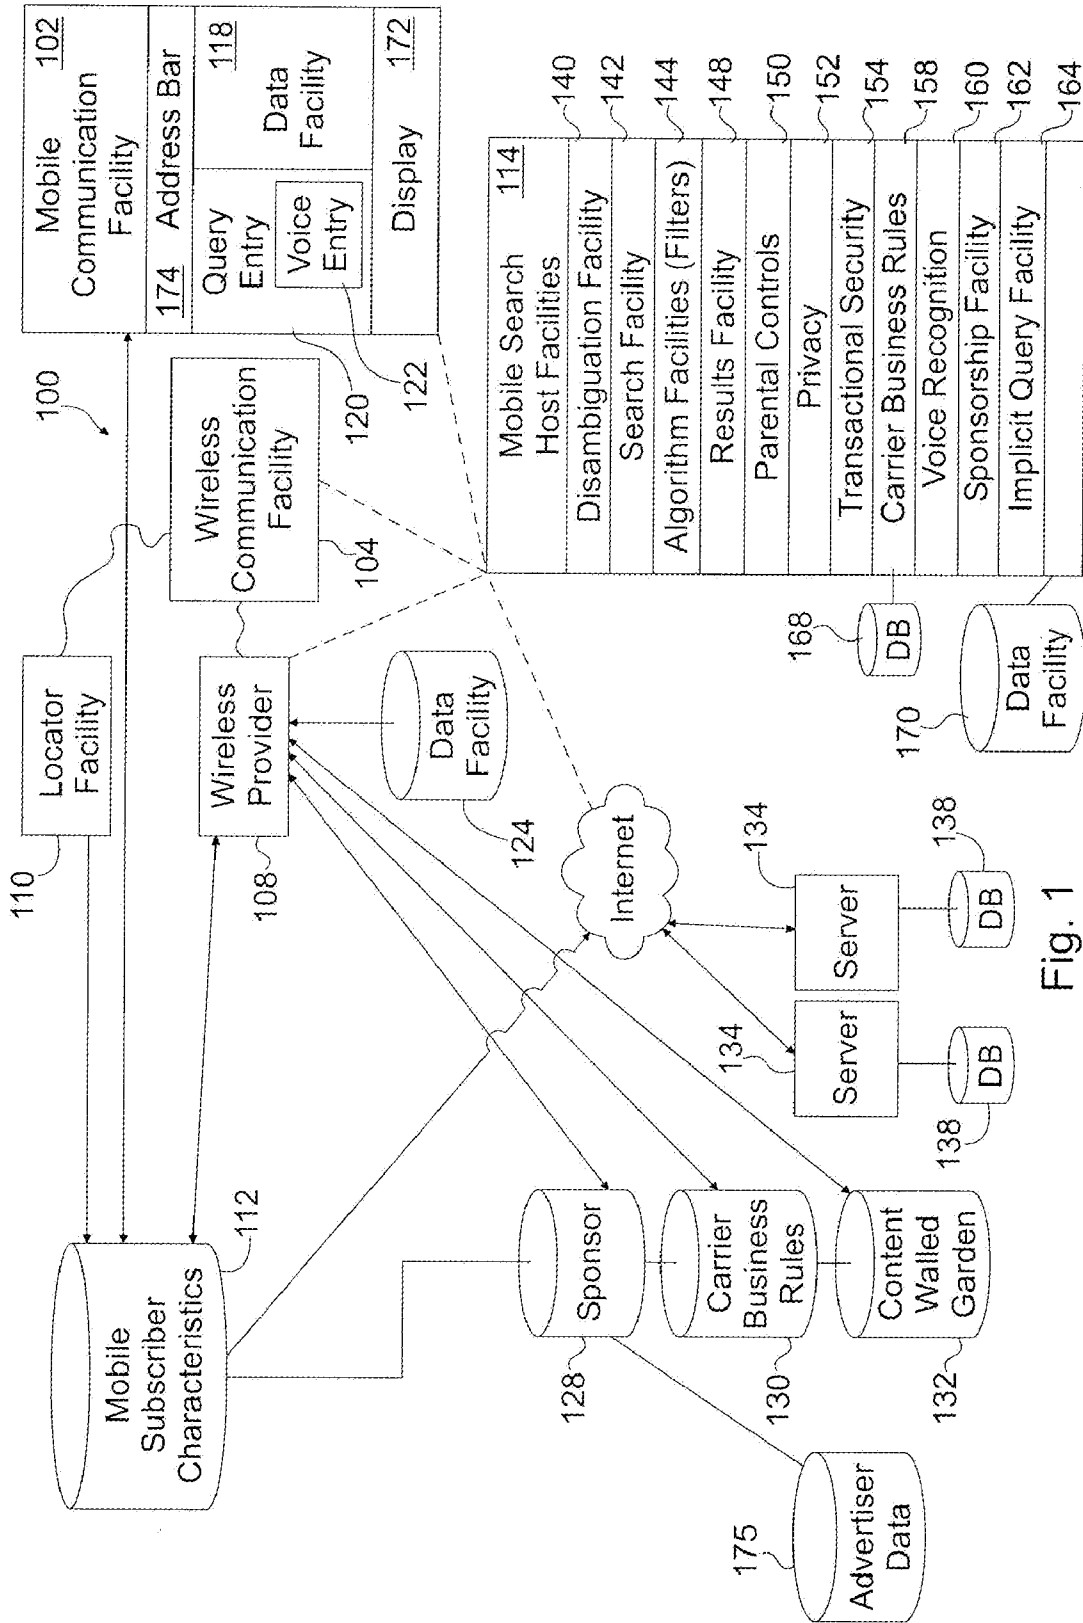 110
Locator
Facility
100
Mobile
Communication
Facility
102
174 Address Bar
Query
Entry
Voice
Entry
118
Data
Facility
Display 172
120
122
Wireless
Communication
Facility
104
Wireless
Provider
108
Data
Facility
124
Mobile
Subscriber
Characteristics
112
Internet
Sponsor
128
Carrier
Business
Rules
130
Content
Walled
Garden
132
Advertiser
Data
175
Server
134
DB
138
Server
134
DB
138
Mobile Search
Host Facilities
114
Disambiguation Facility
140
Search Facility
142
Algorithm Facilities (Filters)
144
Results Facility
148
Parental Controls
150
Privacy
152
Transactional Security
154
Carrier Business Rules
158
Voice Recognition
160
Sponsorship Facility
162
Implicit Query Facility
164
168
DB
170
Data
Facility
Fig. 1